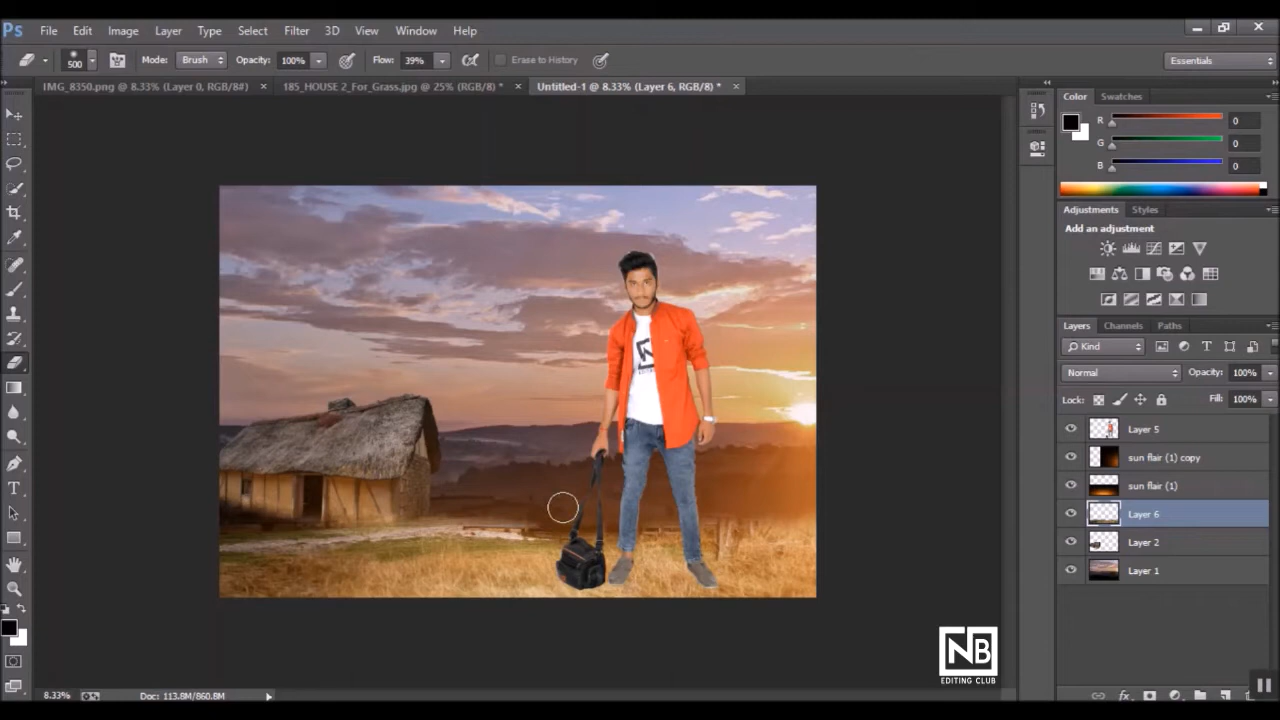 Ps File Edit Image Layer Type Select Filter 3D View Window Help
500 Mode: Brush Opacity: 100% Flow: 39% Erase to History Essentials
IMG_8350.png @ 8.33% (Layer 0, RGB/8#) × 185_HOUSE 2_For_Grass.jpg @ 25% (RGB/8) * × Untitled-1 @ 8.33% (Layer 6, RGB/8) * ×
Color Swatches
R 0
G 0
B 0
Adjustments Styles
Add an adjustment
Layers Channels Paths
Kind
Normal Opacity: 100%
Lock: Fill: 100%
Layer 5
sun flair (1) copy
sun flair (1)
Layer 6
Layer 2
Layer 1
NB
EDITING CLUB
8.33% Doc: 113.8M/860.8M